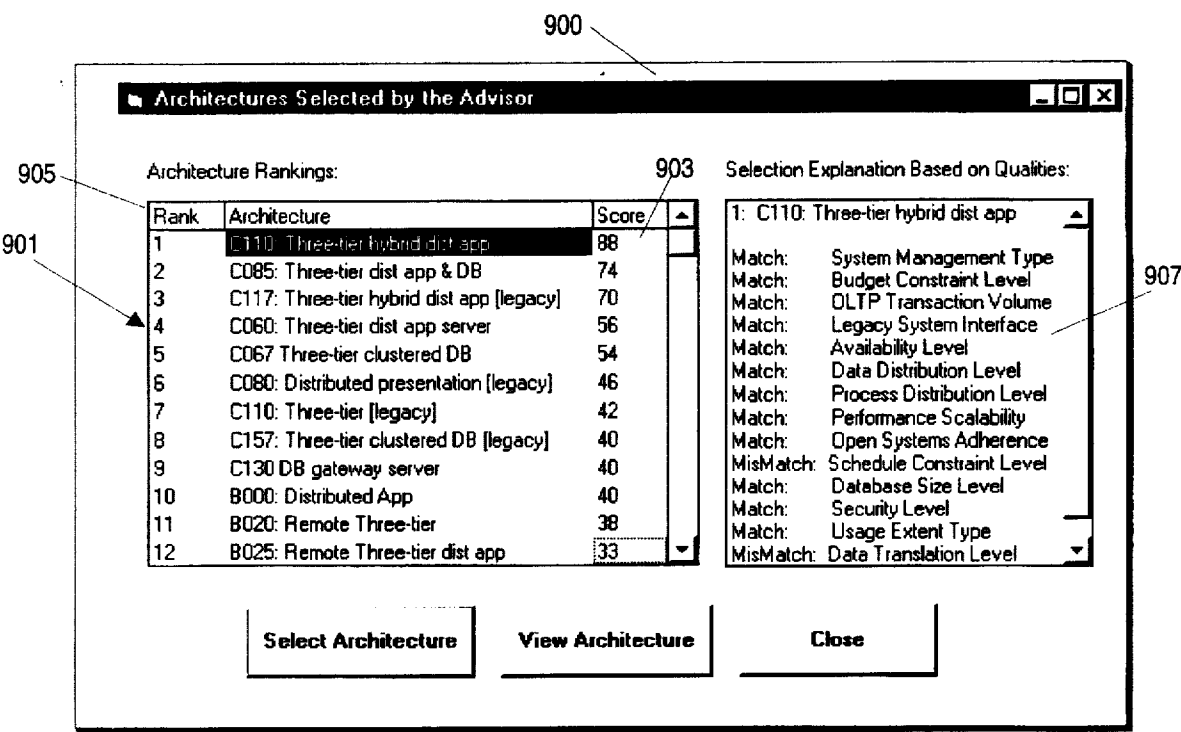 900
Architectures Selected by the Advisor
905
Architecture Rankings:
903
Selection Explanation Based on Qualities:
901
Rank Architecture Score
1 C110: Three-tier hybrid dist app 88
2 C085: Three-tier dist app & DB 74
3 C117: Three-tier hybrid dist app [legacy] 70
4 C060: Three-tier dist app server 56
5 C067 Three-tier clustered DB 54
6 C080: Distributed presentation [legacy] 46
7 C110: Three-tier [legacy] 42
8 C157: Three-tier clustered DB [legacy] 40
9 C130 DB gateway server 40
10 B000: Distributed App 40
11 B020: Remote Three-tier 38
12 B025: Remote Three-tier dist app 33
1: C110: Three-tier hybrid dist app
Match: System Management Type
Match: Budget Constraint Level
Match: OLTP Transaction Volume
Match: Legacy System Interface
Match: Availability Level
Match: Data Distribution Level
Match: Process Distribution Level
Match: Performance Scalability
Match: Open Systems Adherence
MisMatch: Schedule Constraint Level
Match: Database Size Level
Match: Security Level
Match: Usage Extent Type
MisMatch: Data Translation Level
907
Select Architecture
View Architecture
Close